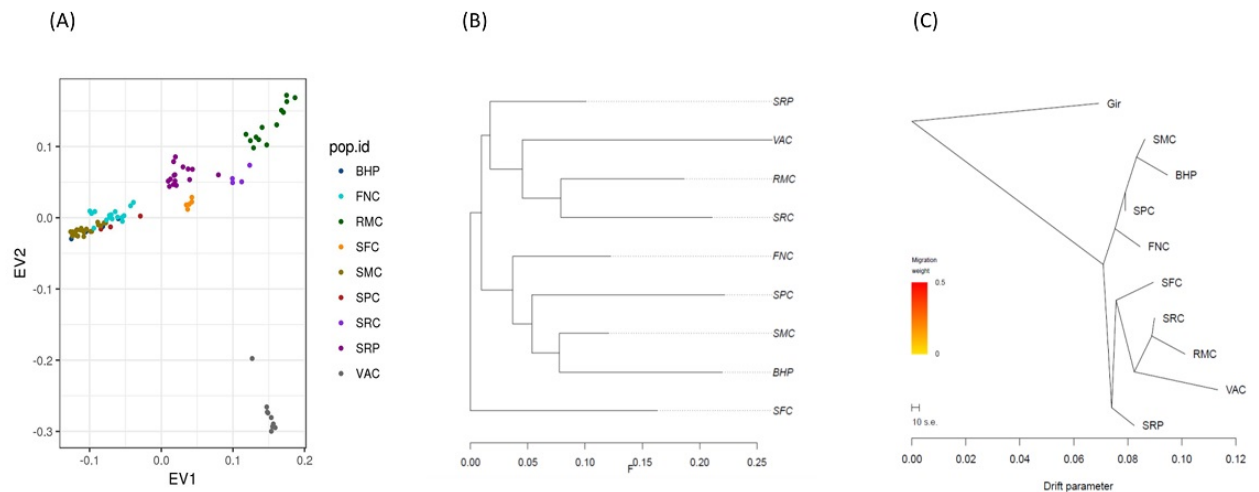 (A)
(B)
(C)
0.1
0.0
-0.1
-0.2
-0.3
EV2
-0.1
0.0
0.1
0.2
EV1
pop.id
BHP
FNC
RMC
SFC
SMC
SPC
SRC
SRP
VAC
SRP
VAC
RMC
SRC
FNC
SPC
SMC
BHP
SFC
0.00
0.05
0.10
0.15
0.20
0.25
F
Gir
SMC
BHP
SPC
FNC
SFC
SRC
RMC
VAC
SRP
Migration
weight
0.5
0
10 s.e.
0.00
0.02
0.04
0.06
0.08
0.10
0.12
Drift parameter